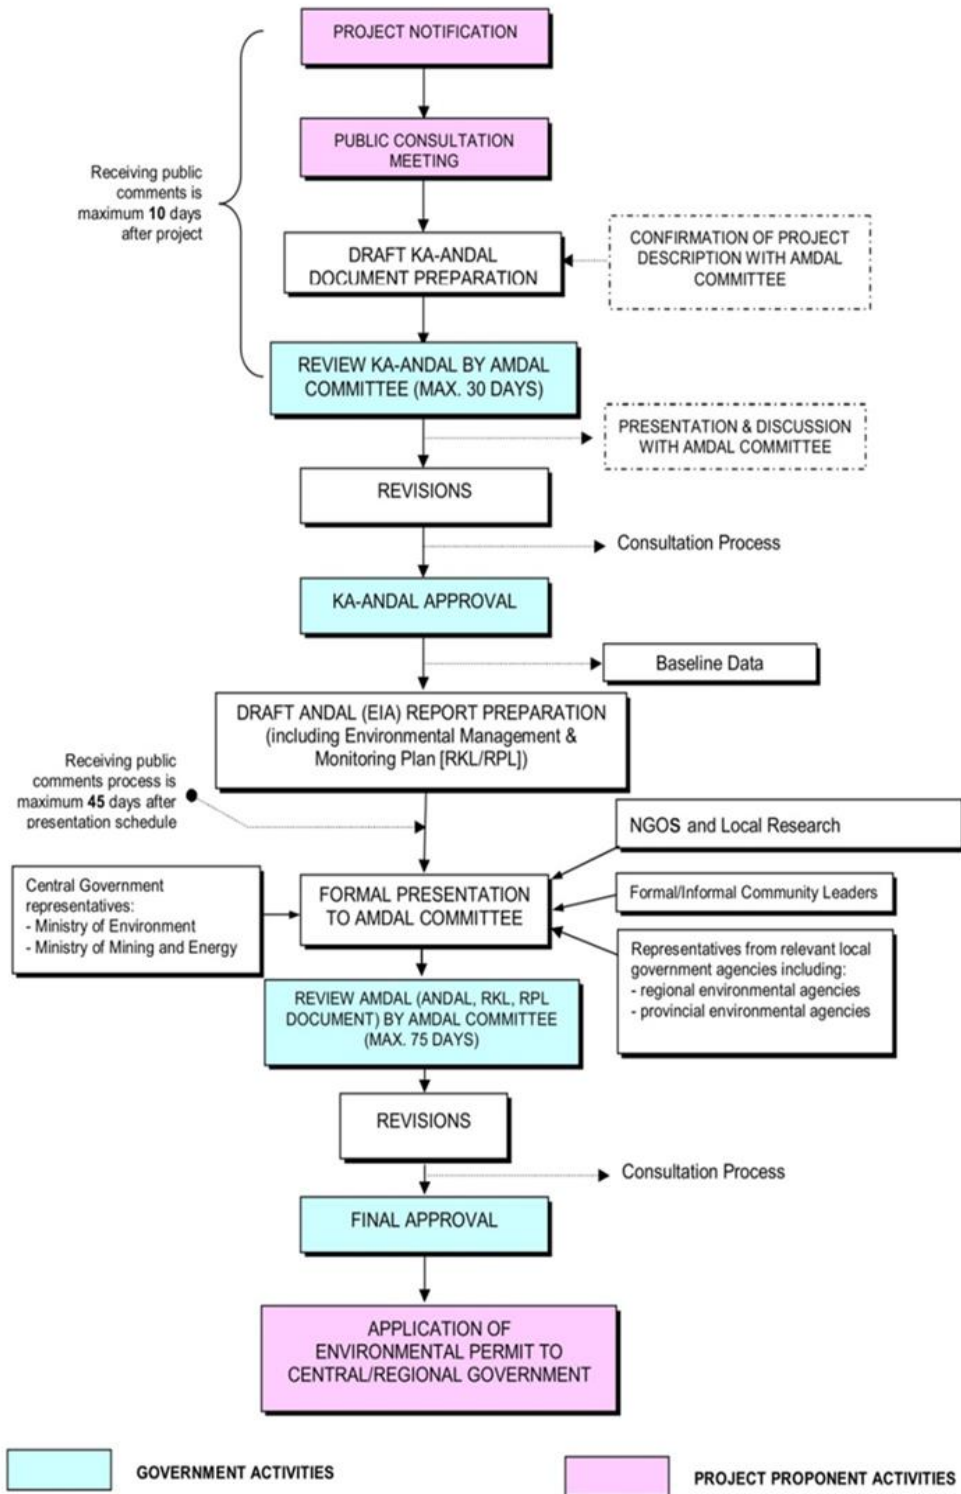 PROJECT NOTIFICATION
PUBLIC CONSULTATION
MEETING
Receiving public
comments is
maximum 10 days
after project
DRAFT KA-ANDAL
DOCUMENT PREPARATION
CONFIRMATION OF PROJECT
DESCRIPTION WITH AMDAL
COMMITTEE
REVIEW KA-ANDAL BY AMDAL
COMMITTEE (MAX. 30 DAYS)
PRESENTATION & DISCUSSION
WITH AMDAL COMMITTEE
REVISIONS
Consultation Process
KA-ANDAL APPROVAL
Baseline Data
DRAFT ANDAL (EIA) REPORT PREPARATION
(including Environmental Management &
Monitoring Plan [RKL/RPL])
Receiving public
comments process is
maximum 45 days after
presentation schedule
NGOS and Local Research
Central Government
representatives:
- Ministry of Environment
- Ministry of Mining and Energy
FORMAL PRESENTATION
TO AMDAL COMMITTEE
Formal/Informal Community Leaders
Representatives from relevant local
government agencies including:
- regional environmental agencies
- provincial environmental agencies
REVIEW AMDAL (ANDAL, RKL, RPL
DOCUMENT) BY AMDAL COMMITTEE
(MAX. 75 DAYS)
REVISIONS
Consultation Process
FINAL APPROVAL
APPLICATION OF
ENVIRONMENTAL PERMIT TO
CENTRAL/REGIONAL GOVERNMENT
GOVERNMENT ACTIVITIES
PROJECT PROPONENT ACTIVITIES